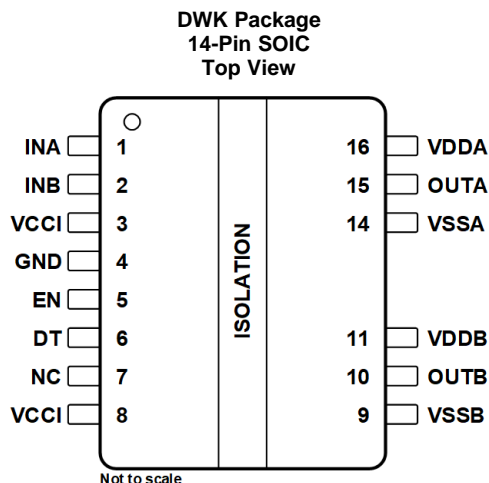 DWK Package
14-Pin SOIC
Top View
INA 1 16 VDDA
INB 2 15 OUTA
VCCI 3 14 VSSA
GND 4
EN 5
ISOLATION
DT 6 11 VDDB
NC 7 10 OUTB
VCCI 8 9 VSSB
Not to scale